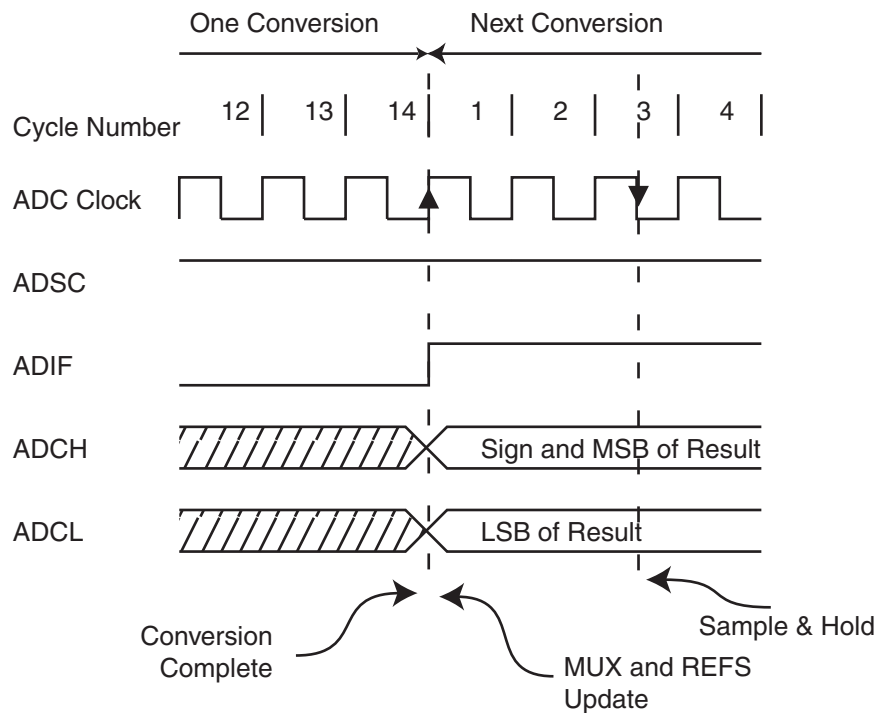 One Conversion Next Conversion
Cycle Number 12 13 14 1 2 3 4
ADC Clock
ADSC
ADIF
ADCH Sign and MSB of Result
ADCL LSB of Result
Conversion
Complete
MUX and REFS
Update
Sample & Hold